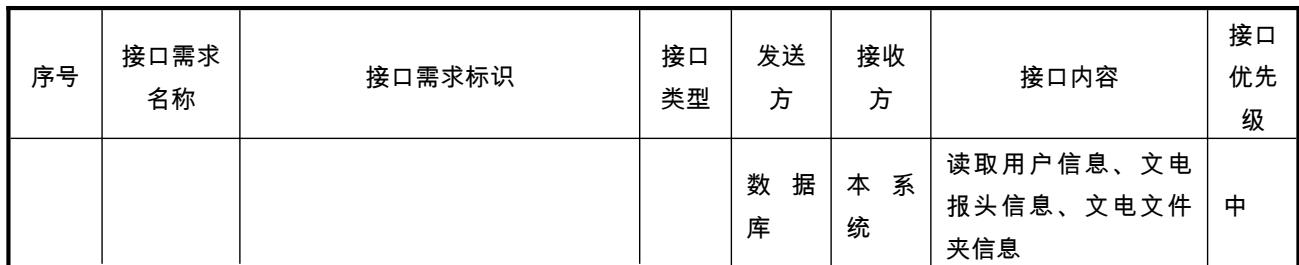 序号
接口需求
名称
接口需求标识
接口
类型
发送
方
接收
方
接口内容
接口
优先
级
数据
库
本系
统
读取用户信息、文电
报头信息、文电文件
夹信息
中